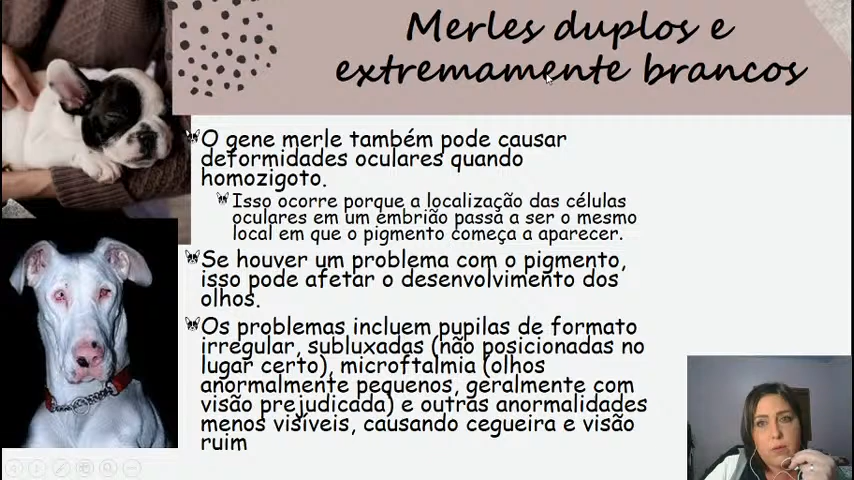 Merles duplos e
extremamente brancos
O gene merle também pode causar
deformidades oculares quando
homozigoto.
Isso ocorre porque a localização das células
oculares em um embrião passa a ser o mesmo
local em que o pigmento começa a aparecer.
Se houver um problema com o pigmento,
isso pode afetar o desenvolvimento dos
olhos.
Os problemas incluem pupilas de formato
irregular, subluxadas (não posicionadas no
lugar certo), microftalmia (olhos
anormalmente pequenos, geralmente com
visão prejudicada) e outras anormalidades
menos visíveis, causando cegueira e visão
ruim